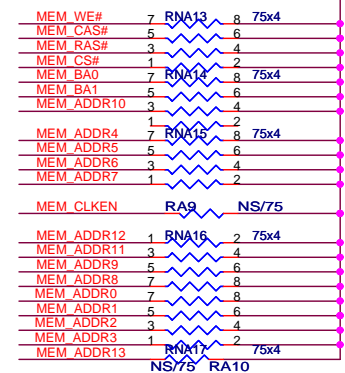 MEM_WE# 7 RNA13 8 75x4
MEM_CAS# 5 6
MEM_RAS# 3 4
MEM_CS# 1 2
MEM_BA0 7 RNA14 8 75x4
MEM_BA1 5 6
MEM_ADDR10 3 4
1 2
MEM_ADDR4 7 RNA15 8 75x4
MEM_ADDR5 5 6
MEM_ADDR6 3 4
MEM_ADDR7 1 2
MEM_CLKEN RA9 NS/75
MEM_ADDR12 1 RNA16 2 75x4
MEM_ADDR11 3 4
MEM_ADDR9 5 6
MEM_ADDR8 7 8
MEM_ADDR0 7 8
MEM_ADDR1 5 6
MEM_ADDR2 3 4
MEM_ADDR3 1 2
MEM_ADDR13 RNA17 75x4
NS/75 RA10